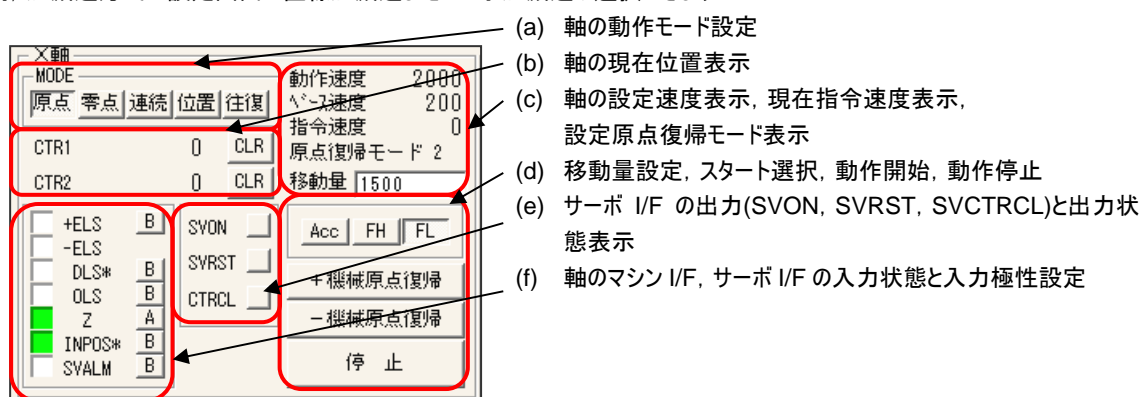 (a) 軸の動作モード設定
(b) 軸の現在位置表示
(c) 軸の設定速度表示, 現在指令速度表示,
設定原点復帰モード表示
(d) 移動量設定, スタート選択, 動作開始, 動作停止
(e) サーボ I/F の出力(SVON, SVRST, SVCTRCL)と出力状
態表示
(f) 軸のマシン I/F, サーボ I/F の入力状態と入力極性設定
X軸
MODE
原点 零点 連続 位置 往復
CTR1 0 CLR
CTR2 0 CLR
動作速度 2000
ベース速度 200
指令速度 0
原点復帰モード 2
移動量 1500
+ELS B
-ELS
DLS* B
OLS B
Z A
INPOS* B
SVALM B
SVON
SVRST
CTRCL
Acc FH FL
+機械原点復帰
-機械原点復帰
停 止